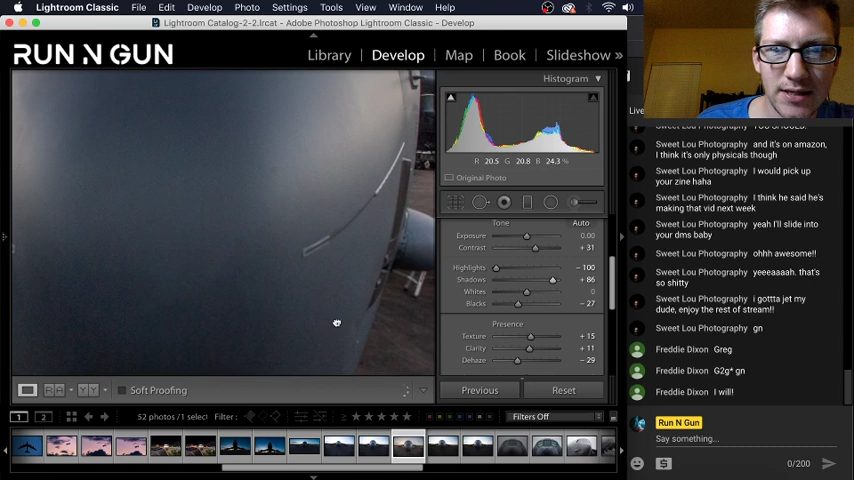 Lightroom Classic File Edit Develop Photo Settings Tools View Window Help
Lightroom Catalog-2-2.lrcat - Adobe Photoshop Lightroom Classic - Develop
RUN N GUN
Library Develop Map Book Slideshow »
Histogram
R 20.5 G 20.8 B 24.3 %
Original Photo
Tone Auto
Exposure 0.00
Contrast + 31
Highlights - 100
Shadows + 86
Whites 0
Blacks - 27
Presence
Texture + 15
Clarity + 11
Dehaze - 29
Previous Reset
Soft Proofing
1 2 52 photos /1 select Filter : Filters Off
Live
Sweet Lou Photography YOU SHOULD.
Sweet Lou Photography and it's on amazon,
I think it's only physicals though
Sweet Lou Photography I would pick up
your zine haha
Sweet Lou Photography I think he said he's
making that vid next week
Sweet Lou Photography yeah I'll slide into
your dms baby
Sweet Lou Photography ohhh awesome!!
Sweet Lou Photography yeeeaaaah. that's
so shitty
Sweet Lou Photography i gottta jet my
dude, enjoy the rest of stream!!
Sweet Lou Photography gn
Freddie Dixon Greg
Freddie Dixon G2g* gn
Freddie Dixon I will!
Run N Gun
Say something...
0/200